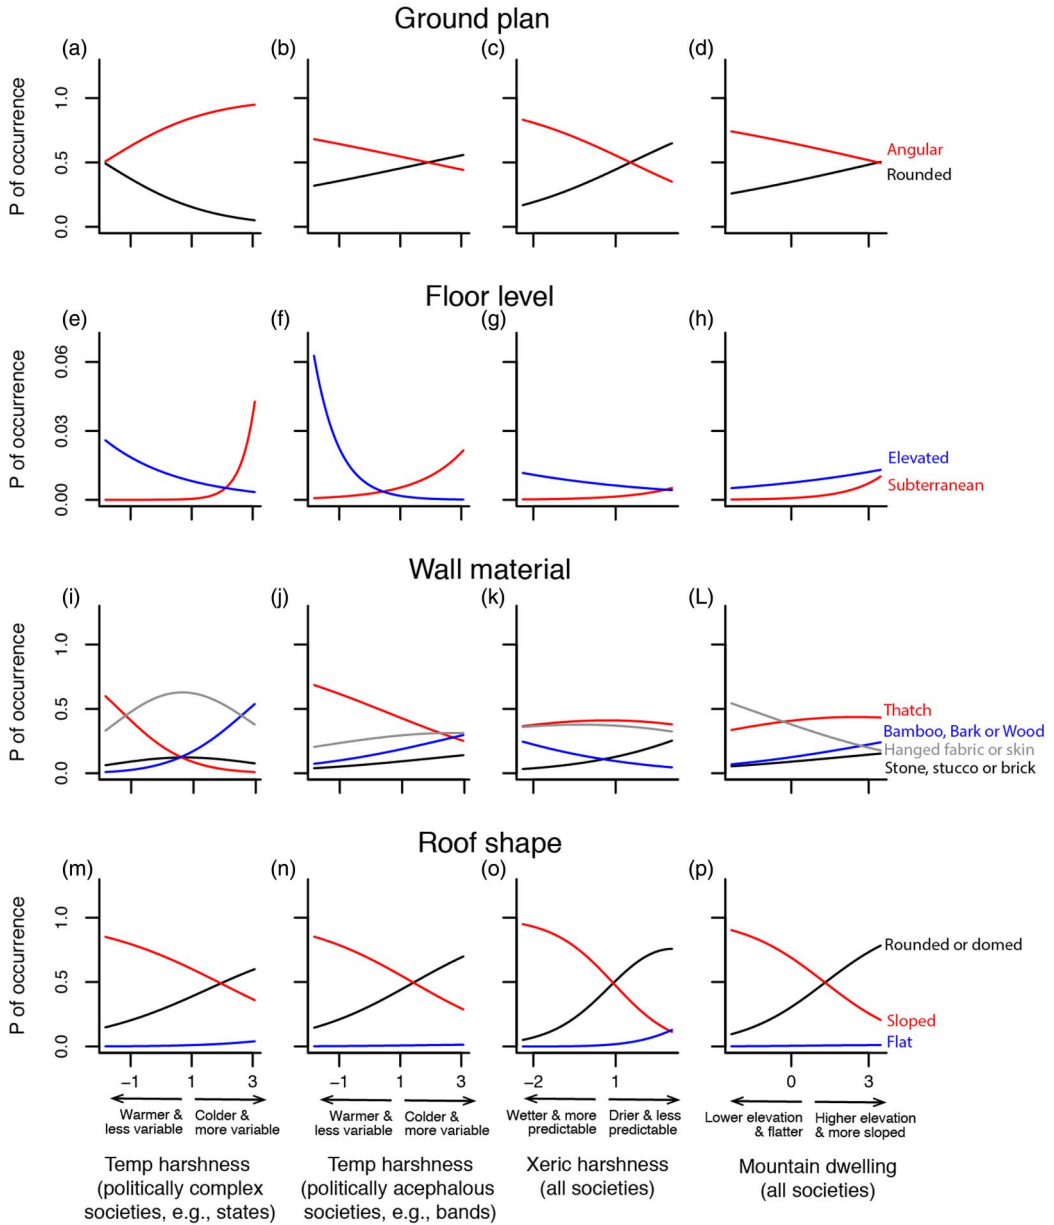 Ground plan
(a)
(b)
(c)
(d)
P of occurrence
1.0
0.5
0.0
Angular
Rounded
Floor level
(e)
(f)
(g)
(h)
P of occurrence
0.06
0.03
0.00
Elevated
Subterranean
Wall material
(i)
(j)
(k)
(L)
P of occurrence
1.0
0.5
0.0
Thatch
Bamboo, Bark or Wood
Hanged fabric or skin
Stone, stucco or brick
Roof shape
(m)
(n)
(o)
(p)
P of occurrence
1.0
0.5
0.0
Rounded or domed
Sloped
Flat
−1 1 3
−1 1 3
−2 1
0 3
Warmer &
less variable
Colder &
more variable
Warmer &
less variable
Colder &
more variable
Wetter & more
predictable
Drier & less
predictable
Lower elevation
& flatter
Higher elevation
& more sloped
Temp harshness
(politically complex
societies, e.g., states)
Temp harshness
(politically acephalous
societies, e.g., bands)
Xeric harshness
(all societies)
Mountain dwelling
(all societies)